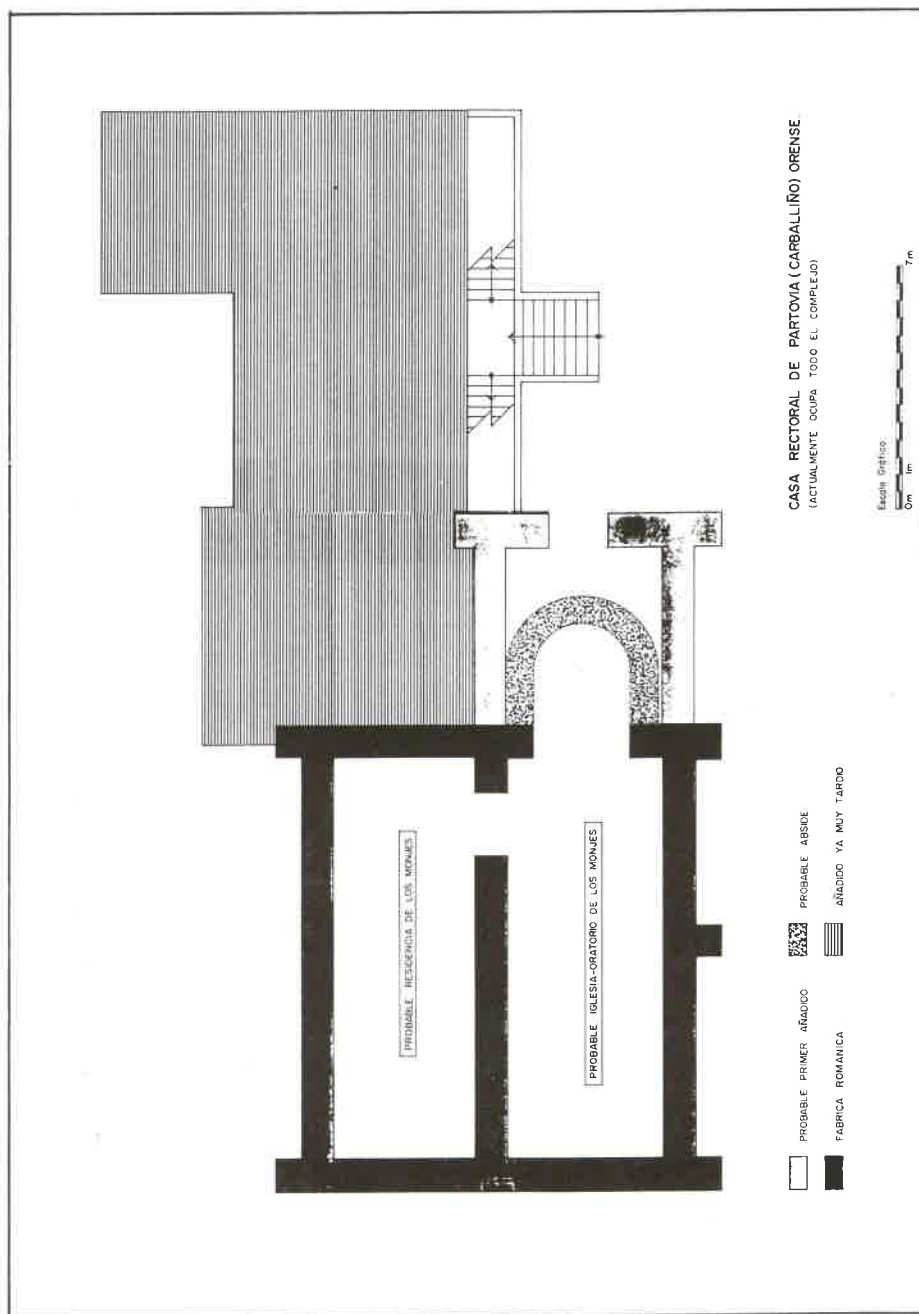 CASA RECTORAL DE PARTOVIA (CARBALLIÑO) ORENSE
(ACTUALMENTE OCUPA TODO EL COMPLEJO)
PROBABLE RESIDENCIA DE LOS MONJES
PROBABLE IGLESIA-ORATORIO DE LOS MONJES
PROBABLE PRIMER AÑADIDO
PROBABLE ABSIDE
FABRICA ROMANICA
AÑADIDO YA MUY TARDIO
Escala Gráfica
0m 1m 7m